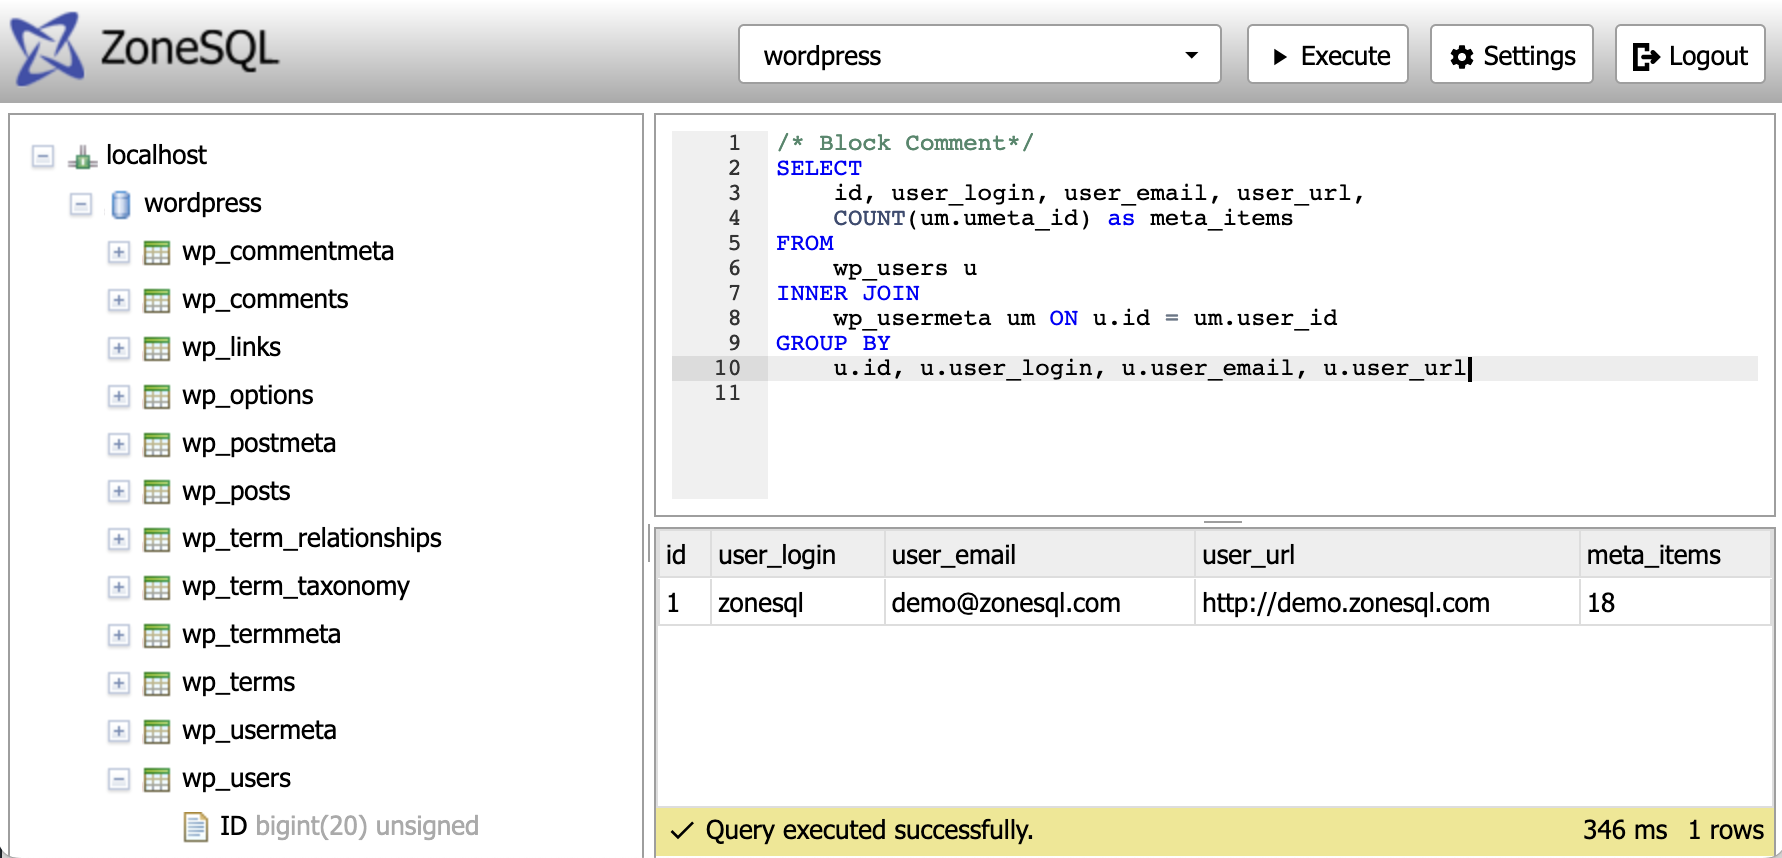 ZoneSQL
wordpress
Execute
Settings
Logout
localhost
wordpress
wp_commentmeta
wp_comments
wp_links
wp_options
wp_postmeta
wp_posts
wp_term_relationships
wp_term_taxonomy
wp_termmeta
wp_terms
wp_usermeta
wp_users
ID bigint(20) unsigned
1 /* Block Comment*/
2 SELECT
3     id, user_login, user_email, user_url,
4     COUNT(um.umeta_id) as meta_items
5 FROM
6     wp_users u
7 INNER JOIN
8     wp_usermeta um ON u.id = um.user_id
9 GROUP BY
10     u.id, u.user_login, u.user_email, u.user_url
11
id user_login user_email user_url meta_items
1 zonesql demo@zonesql.com http://demo.zonesql.com 18
Query executed successfully. 346 ms 1 rows